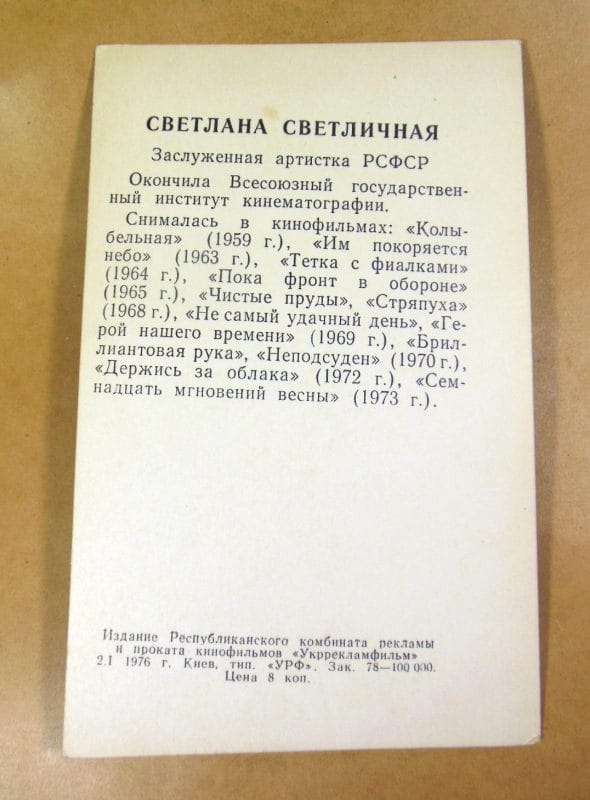 СВЕТЛАНА СВЕТЛИЧНАЯ
Заслуженная артистка РСФСР
Окончила Всесоюзный государствен-
ный институт кинематографии.
Снималась в кинофильмах: «Колы-
бельная» (1959 г.), «Им покоряется
небо» (1963 г.), «Тетка с фиалками»
(1964 г.), «Пока фронт в обороне»
(1965 г.), «Чистые пруды», «Стряпуха»
(1968 г.), «Не самый удачный день», «Ге-
рой нашего времени» (1969 г.), «Брил-
лиантовая рука», «Неподсуден» (1970 г.),
«Держись за облака» (1972 г.), «Сем-
надцать мгновений весны» (1973 г.).
Издание Республиканского комбината рекламы
и проката кинофильмов «Укррекламфильм»
2.I 1976 г. Киев, тип. «УРФ». Зак. 78—100 000.
Цена 8 коп.